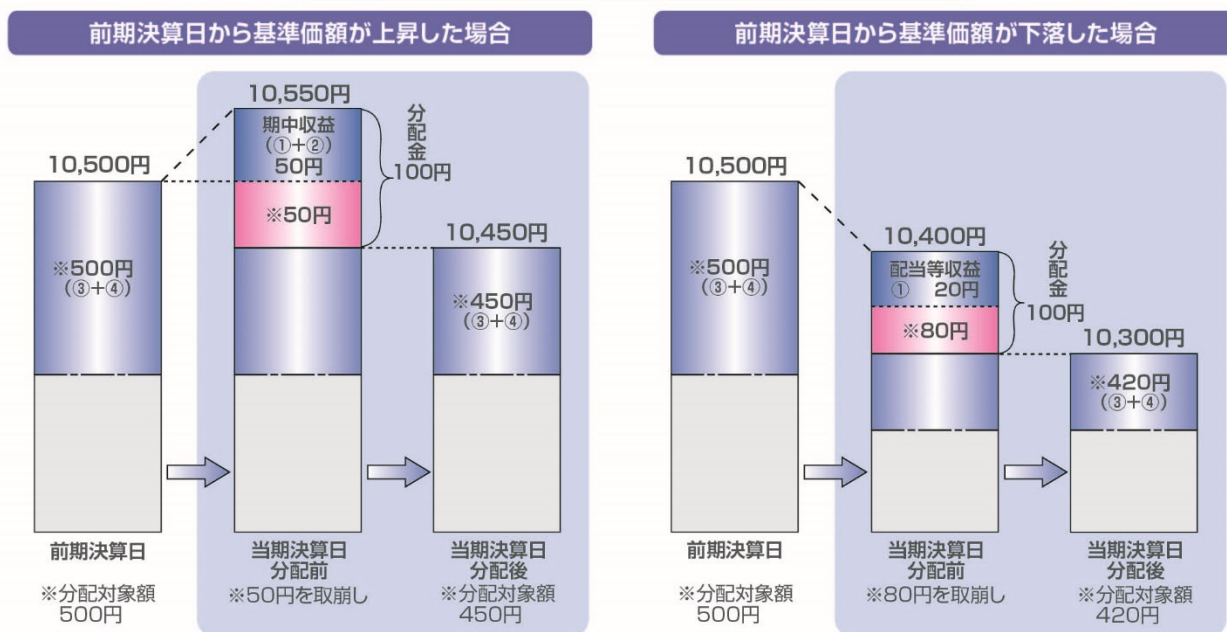 前期決算日から基準価額が上昇した場合
10,550円
期中収益
(①+②)
50円
分配金
100円
10,500円
※50円
10,450円
※500円
(③+④)
※450円
(③+④)
前期決算日
当期決算日
分配前
当期決算日
分配後
※分配対象額
500円
※50円を取崩し
※分配対象額
450円
前期決算日から基準価額が下落した場合
10,500円
10,400円
配当等収益
① 20円
分配金
100円
※500円
(③+④)
※80円
10,300円
※420円
(③+④)
前期決算日
当期決算日
分配前
当期決算日
分配後
※分配対象額
500円
※80円を取崩し
※分配対象額
420円